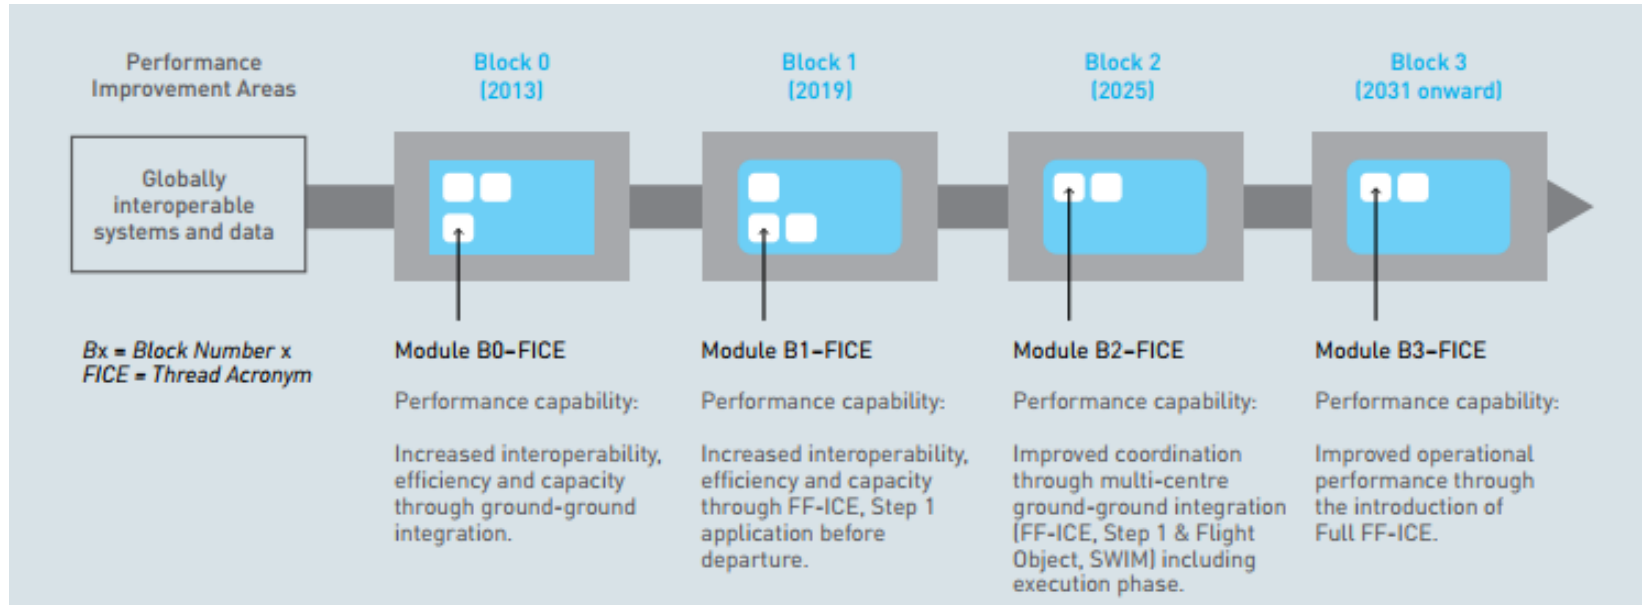 Performance
Improvement Areas
Block 0
(2013)
Block 1
(2019)
Block 2
(2025)
Block 3
(2031 onward)
Globally
interoperable
systems and data
Bx = Block Number x
FICE = Thread Acronym
Module B0–FICE
Performance capability:
Increased interoperability,
efficiency and capacity
through ground-ground
integration.
Module B1–FICE
Performance capability:
Increased interoperability,
efficiency and capacity
through FF-ICE, Step 1
application before
departure.
Module B2–FICE
Performance capability:
Improved coordination
through multi-centre
ground-ground integration
(FF-ICE, Step 1 & Flight
Object, SWIM) including
execution phase.
Module B3–FICE
Performance capability:
Improved operational
performance through
the introduction of
Full FF-ICE.